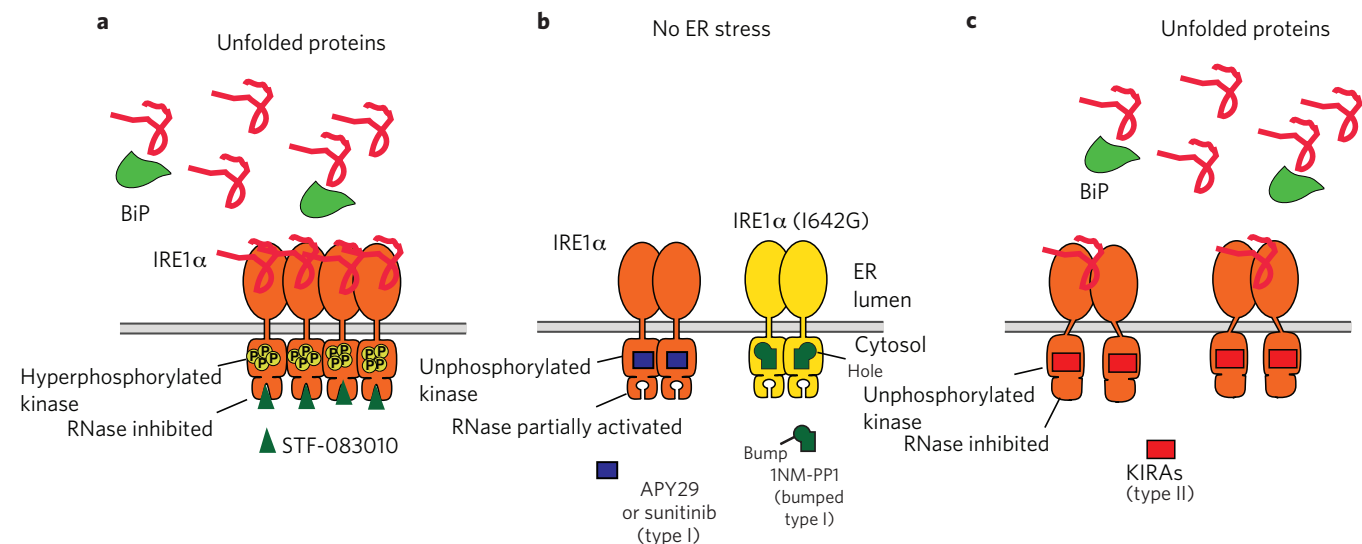 a
Unfolded proteins
BiP
IRE1α
P P P P
P P P P
P P P P
P P P P
Hyperphosphorylated
kinase
RNase inhibited
STF-083010
b
No ER stress
IRE1α
IRE1α (I642G)
ER
lumen
Cytosol
Hole
Unphosphorylated
kinase
RNase partially activated
Bump
1NM-PP1
(bumped
type I)
APY29
or sunitinib
(type I)
c
Unfolded proteins
BiP
Unphosphorylated
kinase
RNase inhibited
KIRAs
(type II)